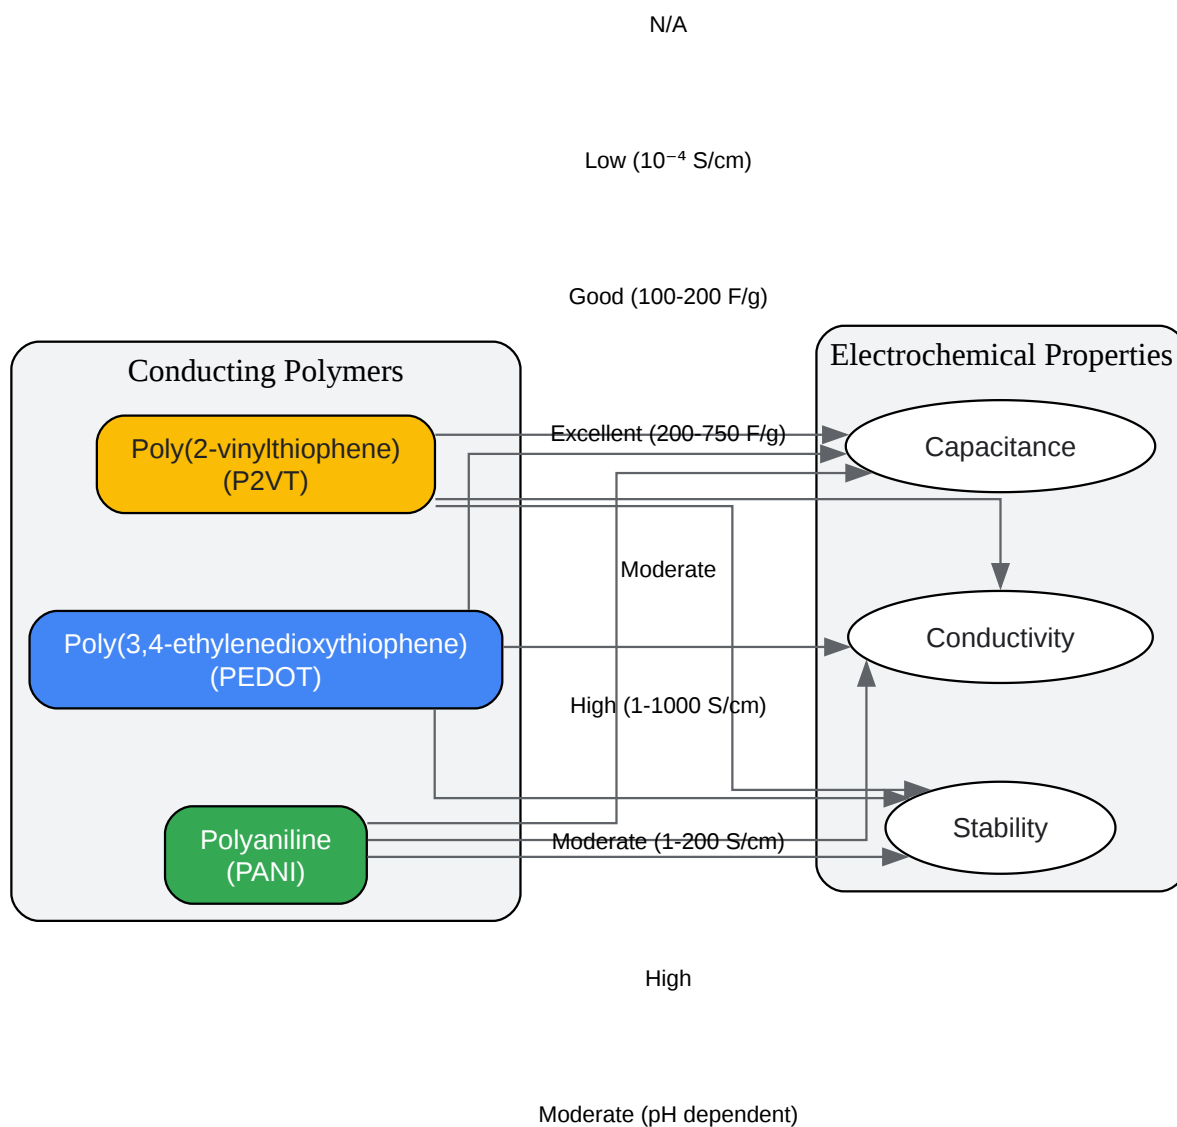 N/A
Low (10⁻⁴ S/cm)
Good (100-200 F/g)
Conducting Polymers
Electrochemical Properties
Poly(2-vinylthiophene)
(P2VT)
Excellent (200-750 F/g)
Capacitance
Moderate
Poly(3,4-ethylenedioxythiophene)
(PEDOT)
Conductivity
High (1-1000 S/cm)
Polyaniline
(PANI)
Moderate (1-200 S/cm)
Stability
High
Moderate (pH dependent)